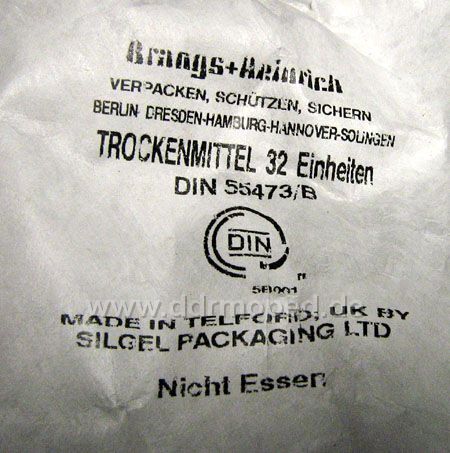 Brangs+Heinrich
VERPACKEN, SCHÜTZEN, SICHERN
BERLIN-DRESDEN-HAMBURG-HANNOVER-SOLINGEN
TROCKENMITTEL 32 Einheiten
DIN 55473/B
DIN
5B001
www.ddrmoped.de
MADE IN TELFORD, UK BY
SILGEL PACKAGING LTD
Nicht Essen